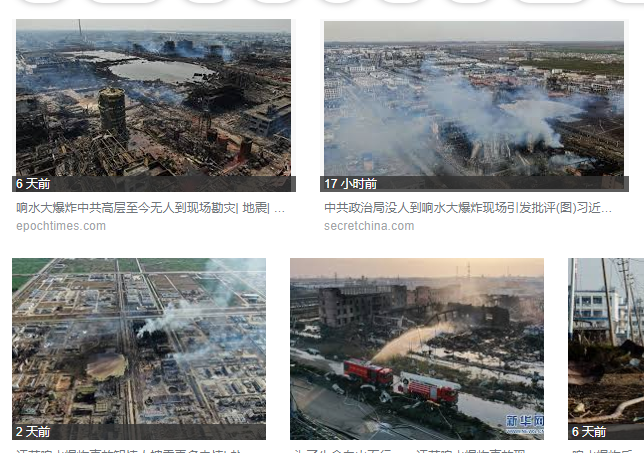 6 天前
17 小时前
响水大爆炸中共高层至今无人到现场勘灾| 地震| ...
中共政治局没人到响水大爆炸现场引发批评(图)习近...
epochtimes.com
secretchina.com
2 天前
新华网
6 天前